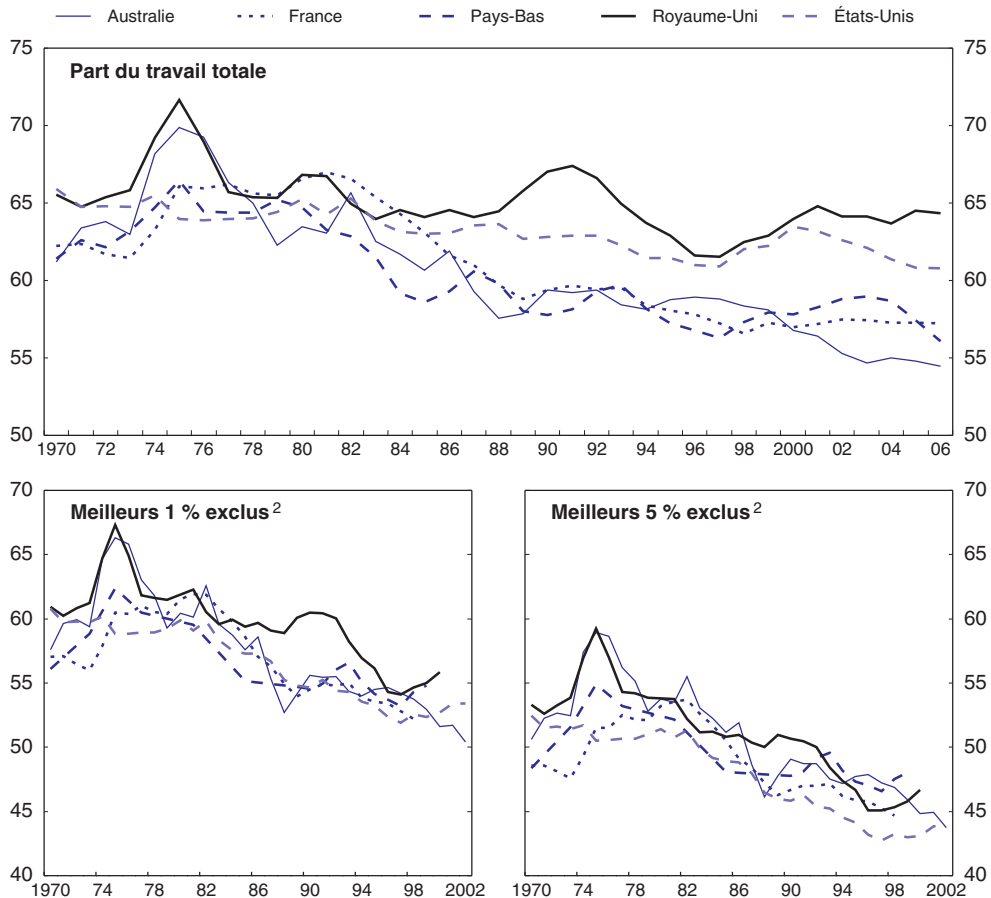 Australie France Pays-Bas Royaume-Uni États-Unis
75 75
Part du travail totale
70 70
65 65
60 60
55 55
50 50
1970 72 74 76 78 80 82 84 86 88 90 92 94 96 98 2000 02 04 06
70 70
Meilleurs 1 % exclus 2 Meilleurs 5 % exclus 2
65 65
60 60
55 55
50 50
45 45
40 40
1970 74 78 82 86 90 94 98 2002 1970 74 78 82 86 90 94 98 2002